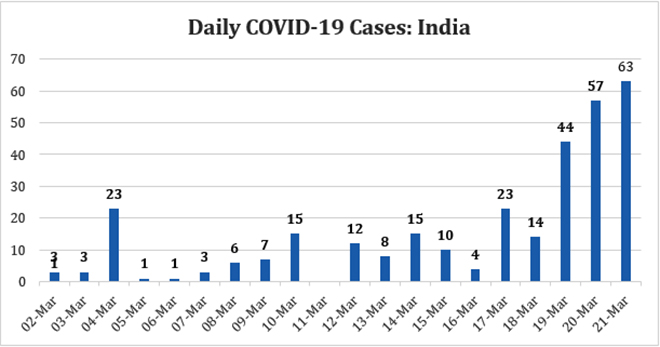 Daily COVID-19 Cases: India
70
60
50
40
30
20
10
0
3
1
3
23
1
1
3
6
7
15
12
8
15
10
4
23
14
44
57
63
02-Mar
03-Mar
04-Mar
05-Mar
06-Mar
07-Mar
08-Mar
09-Mar
10-Mar
11-Mar
12-Mar
13-Mar
14-Mar
15-Mar
16-Mar
17-Mar
18-Mar
19-Mar
20-Mar
21-Mar